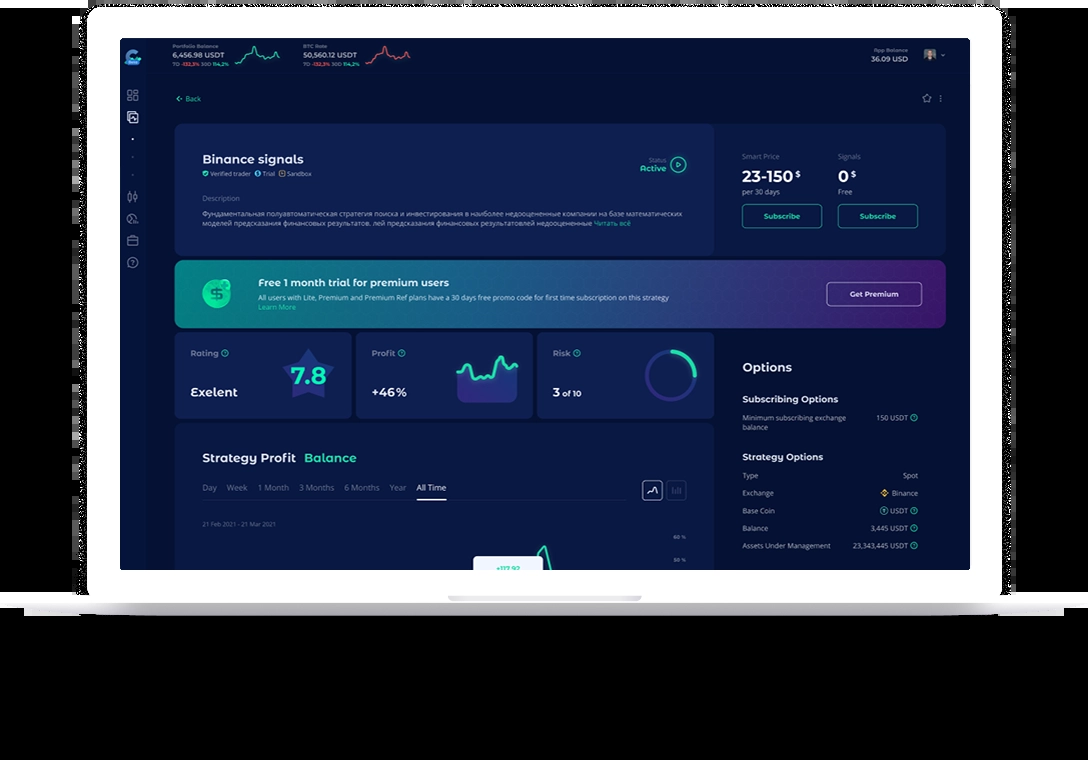 Portfolio Balance
6,456.98 USDT
7D -132,3% 30D 114,2%
BTC Rate
50,560.12 USDT
7D -132,3% 30D 114,2%
App Balance
36.09 USD
Back
Binance signals
Verified trader Trial Sandbox
Status
Active
Description
Фундаментальная полуавтоматическая стратегия поиска и инвестирования в наиболее недооцененные компании на базе математических
моделей предсказания финансовых результатов. лей предсказания финансовых результатовлей недооцененные Читать всё
Smart Price
23-150 $
per 30 days
Subscribe
Signals
0 $
Free
Subscribe
Free 1 month trial for premium users
All users with Lite, Premium and Premium Ref plans have a 30 days free promo code for first time subscription on this strategy
Learn More
Get Premium
Rating
7.8
Exelent
Profit
+46%
Risk
3 of 10
Options
Subscribing Options
Minimum subscribing exchange
balance
150 USDT
Strategy Options
Type Spot
Exchange Binance
Base Coin USDT
Balance 3,445 USDT
Assets Under Management 23,343,445 USDT
Strategy Profit Balance
Day Week 1 Month 3 Months 6 Months Year All Time
21 Feb 2021 - 21 Mar 2021
60 %
50 %